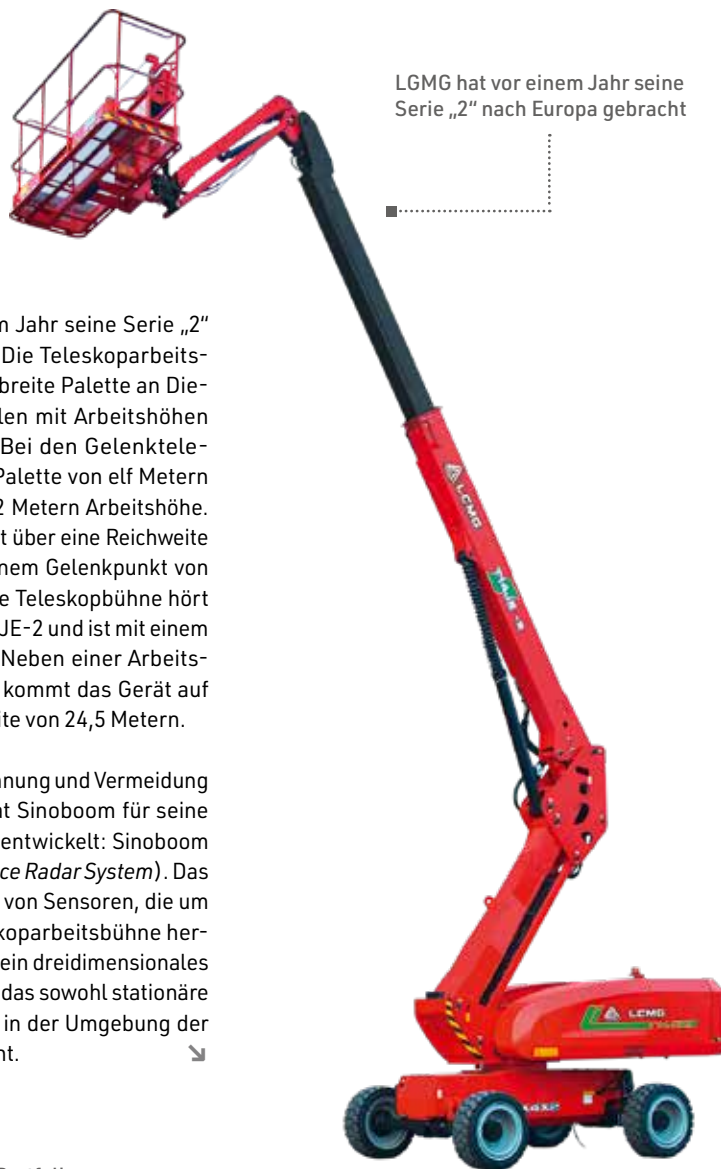 LGMG hat vor einem Jahr seine
Serie „2“ nach Europa gebracht
m Jahr seine Serie „2“
Die Teleskoparbeits-
breite Palette an Die-
len mit Arbeitshöhen
Bei den Gelenktele-
Palette von elf Metern
2 Metern Arbeitshöhe.
t über eine Reichweite
nem Gelenkpunkt von
e Teleskopbühne hört
JE-2 und ist mit einem
Neben einer Arbeits-
kommt das Gerät auf
ite von 24,5 Metern.
nung und Vermeidung
at Sinoboom für seine
entwickelt: Sinoboom
ce Radar System). Das
von Sensoren, die um
koparbeitsbühne her-
ein dreidimensionales
das sowohl stationäre
in der Umgebung der
nt.
LGMG
LGMG
4X2